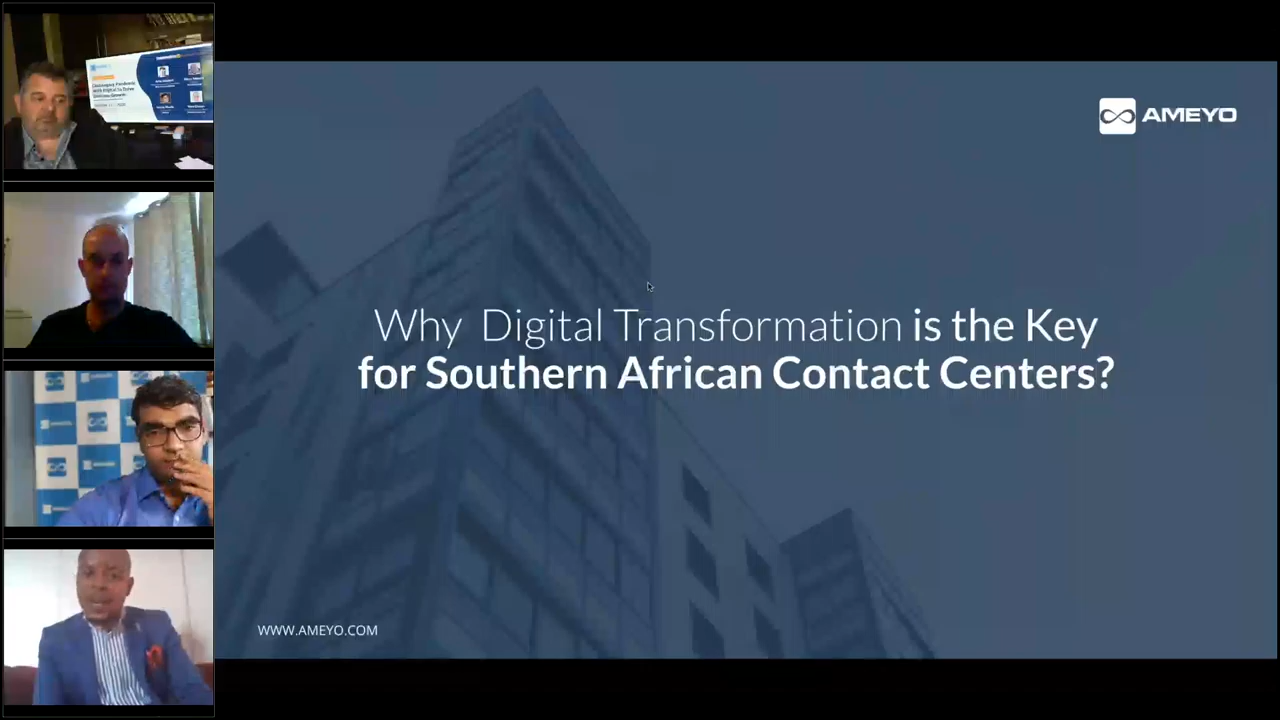 AMEYO
Why Digital Transformation is the Key
for Southern African Contact Centers?
WWW.AMEYO.COM